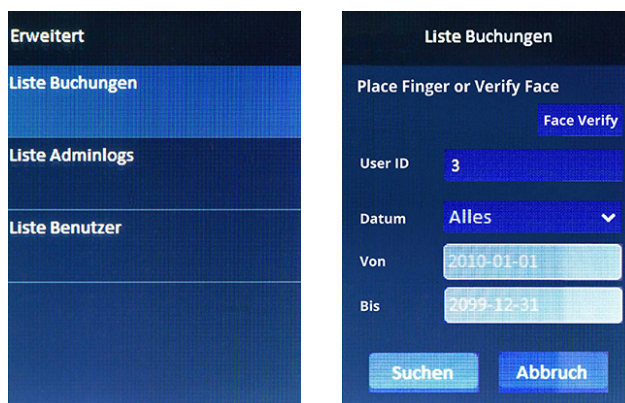 Erweitert
Liste Buchungen
Liste Adminlogs
Liste Benutzer
Liste Buchungen
Place Finger or Verify Face
Face Verify
User ID 3
Datum Alles
Von 2010-01-01
Bis 2099-12-31
Suchen Abbruch